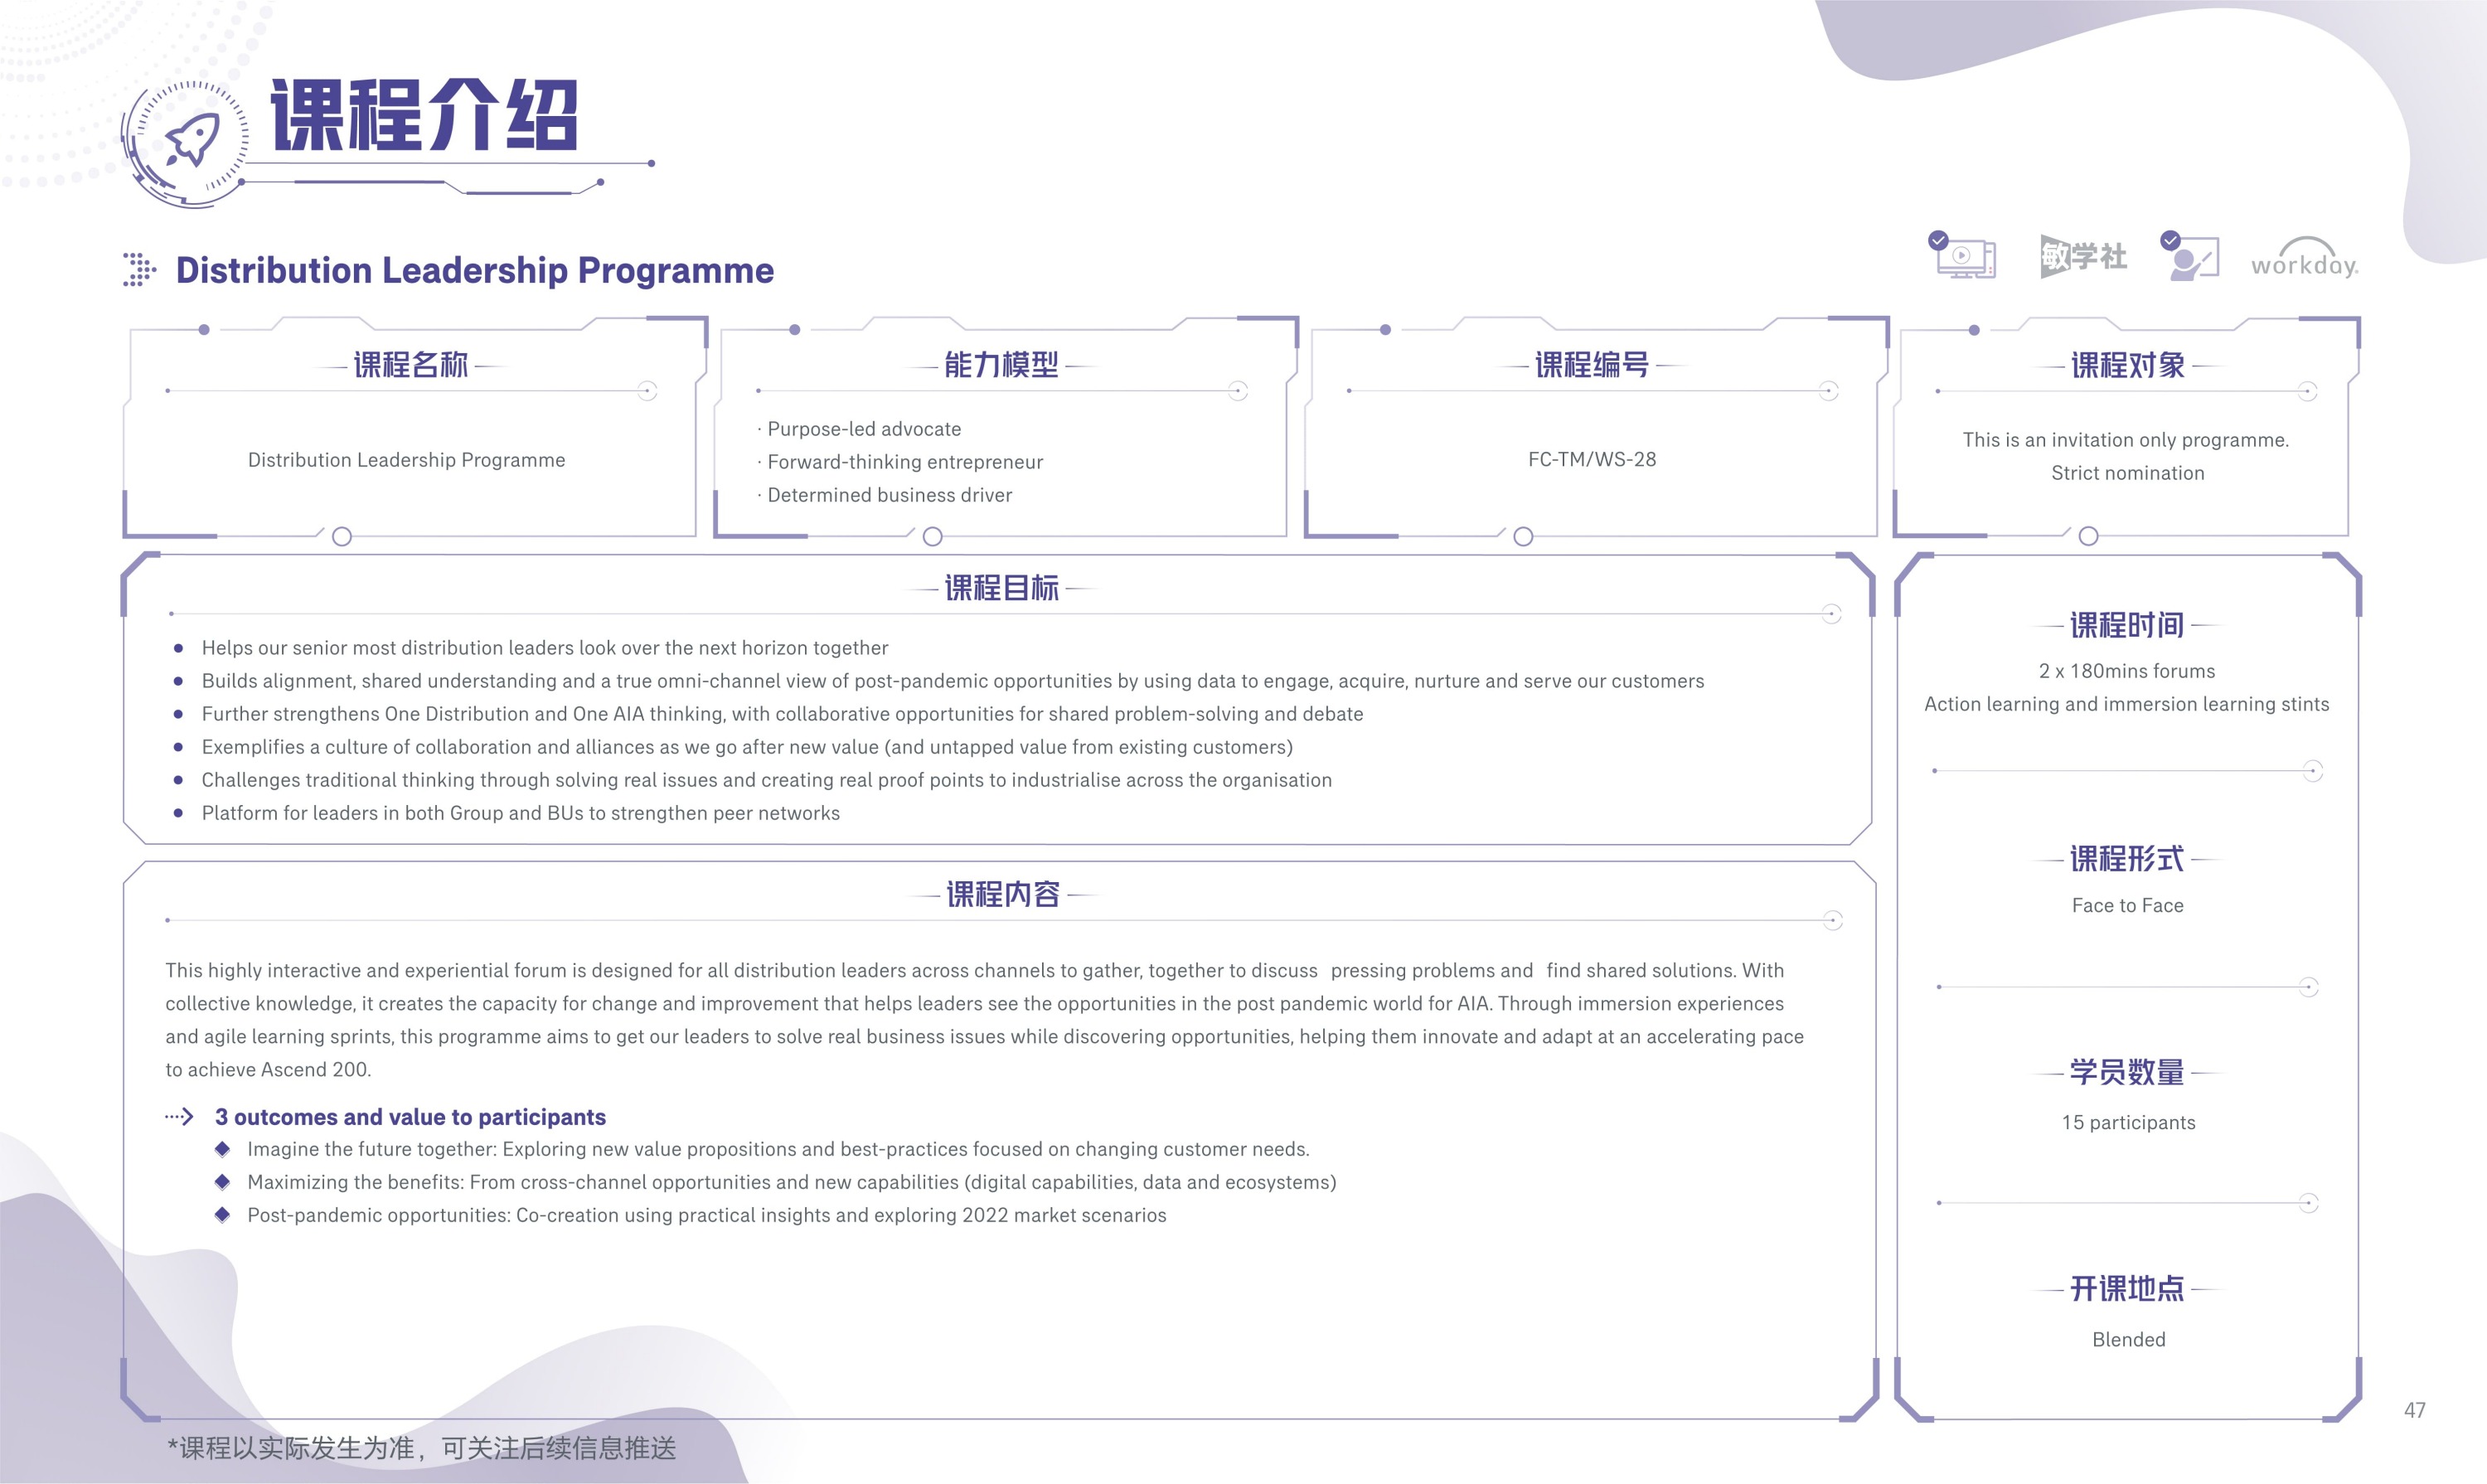 课程介绍
Distribution Leadership Programme
敏学社
workday.
课程名称
Distribution Leadership Programme
能力模型
· Purpose-led advocate
· Forward-thinking entrepreneur
· Determined business driver
课程编号
FC-TM/WS-28
课程对象
This is an invitation only programme.
Strict nomination
课程目标
Helps our senior most distribution leaders look over the next horizon together
Builds alignment, shared understanding and a true omni-channel view of post-pandemic opportunities by using data to engage, acquire, nurture and serve our customers
Further strengthens One Distribution and One AIA thinking, with collaborative opportunities for shared problem-solving and debate
Exemplifies a culture of collaboration and alliances as we go after new value (and untapped value from existing customers)
Challenges traditional thinking through solving real issues and creating real proof points to industrialise across the organisation
Platform for leaders in both Group and BUs to strengthen peer networks
课程内容
This highly interactive and experiential forum is designed for all distribution leaders across channels to gather, together to discuss pressing problems and find shared solutions. With
collective knowledge, it creates the capacity for change and improvement that helps leaders see the opportunities in the post pandemic world for AIA. Through immersion experiences
and agile learning sprints, this programme aims to get our leaders to solve real business issues while discovering opportunities, helping them innovate and adapt at an accelerating pace
to achieve Ascend 200.
3 outcomes and value to participants
Imagine the future together: Exploring new value propositions and best-practices focused on changing customer needs.
Maximizing the benefits: From cross-channel opportunities and new capabilities (digital capabilities, data and ecosystems)
Post-pandemic opportunities: Co-creation using practical insights and exploring 2022 market scenarios
课程时间
2 x 180mins forums
Action learning and immersion learning stints
课程形式
Face to Face
学员数量
15 participants
开课地点
Blended
*课程以实际发生为准，可关注后续信息推送
47